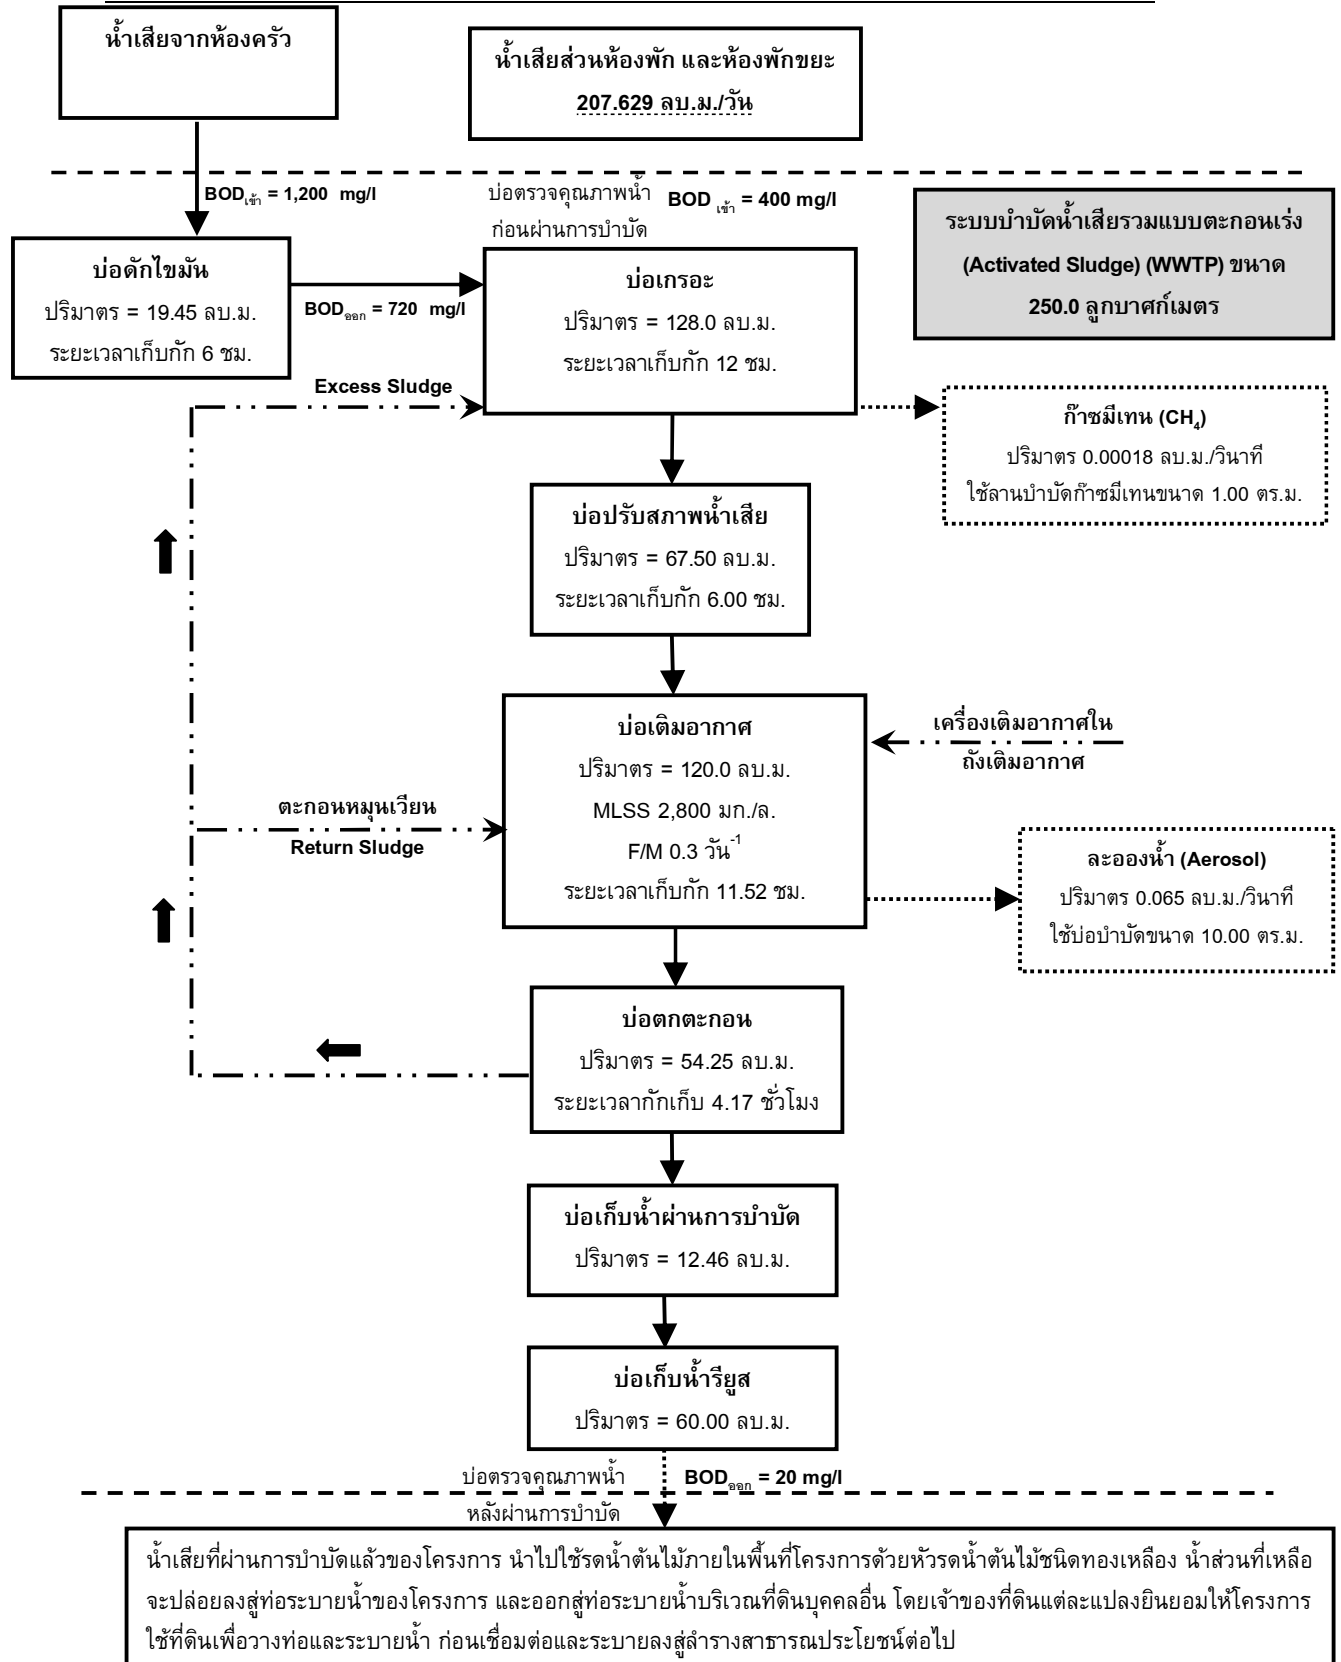 น้ำเสียจากห้องครัว
น้ำเสียส่วนห้องพัก และห้องพักขยะ
207.629 ลบ.ม./วัน
BODเข้า = 1,200 mg/l
บ่อตรวจคุณภาพน้ำ
ก่อนผ่านการบำบัด
BOD เข้า = 400 mg/l
ระบบบำบัดน้ำเสียรวมแบบตะกอนเร่ง
(Activated Sludge) (WWTP) ขนาด
250.0 ลูกบาศก์เมตร
บ่อดักไขมัน
ปริมาตร = 19.45 ลบ.ม.
ระยะเวลาเก็บกัก 6 ชม.
BODออก = 720 mg/l
บ่อเกรอะ
ปริมาตร = 128.0 ลบ.ม.
ระยะเวลาเก็บกัก 12 ชม.
Excess Sludge
ก๊าซมีเทน (CH4)
ปริมาตร 0.00018 ลบ.ม./วินาที
ใช้ลานบำบัดก๊าซมีเทนขนาด 1.00 ตร.ม.
บ่อปรับสภาพน้ำเสีย
ปริมาตร = 67.50 ลบ.ม.
ระยะเวลาเก็บกัก 6.00 ชม.
บ่อเติมอากาศ
ปริมาตร = 120.0 ลบ.ม.
MLSS 2,800 มก./ล.
F/M 0.3 วัน-1
ระยะเวลาเก็บกัก 11.52 ชม.
เครื่องเติมอากาศใน
ถังเติมอากาศ
ตะกอนหมุนเวียน
Return Sludge
ละอองน้ำ (Aerosol)
ปริมาตร 0.065 ลบ.ม./วินาที
ใช้บ่อบำบัดขนาด 10.00 ตร.ม.
บ่อตกตะกอน
ปริมาตร = 54.25 ลบ.ม.
ระยะเวลากักเก็บ 4.17 ชั่วโมง
บ่อเก็บน้ำผ่านการบำบัด
ปริมาตร = 12.46 ลบ.ม.
บ่อเก็บน้ำรียูส
ปริมาตร = 60.00 ลบ.ม.
บ่อตรวจคุณภาพน้ำ
หลังผ่านการบำบัด
BODออก = 20 mg/l
น้ำเสียที่ผ่านการบำบัดแล้วของโครงการ นำไปใช้รดน้ำต้นไม้ภายในพื้นที่โครงการด้วยหัวรดน้ำต้นไม้ชนิดทองเหลือง น้ำส่วนที่เหลือ
จะปล่อยลงสู่ท่อระบายน้ำของโครงการ และออกสู่ท่อระบายน้ำบริเวณที่ดินบุคคลอื่น โดยเจ้าของที่ดินแต่ละแปลงยินยอมให้โครงการ
ใช้ที่ดินเพื่อวางท่อและระบายน้ำ ก่อนเชื่อมต่อและระบายลงสู่ลำรางสาธารณประโยชน์ต่อไป